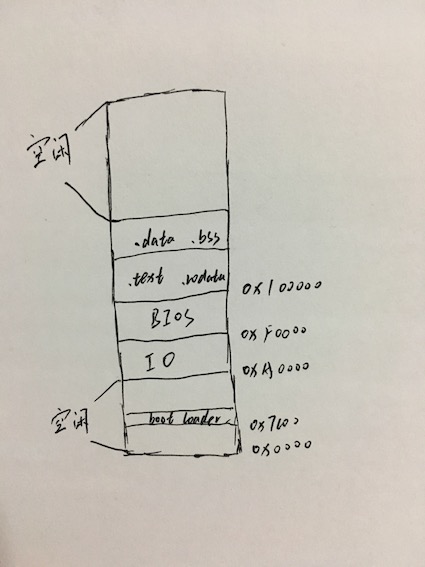 空闲
.data .bss
.text .rodata
0x100000
BIOS
0xF0000
IO
0xA0000
空闲
boot loader
0x7c00
0x0000